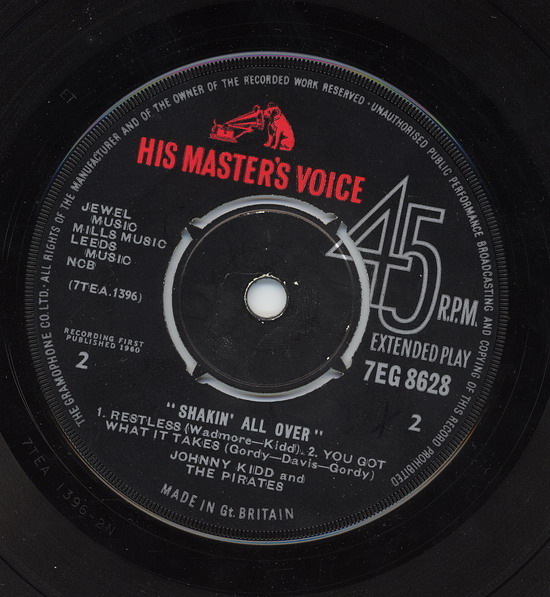 THE GRAMOPHONE CO. LTD. ALL RIGHTS OF THE MANUFACTURER AND OF THE OWNER OF THE RECORDED WORK RESERVED · UNAUTHORISED PUBLIC PERFORMANCE BROADCASTING AND COPYING OF THIS RECORD PROHIBITED
HIS MASTER'S VOICE
JEWEL
MUSIC
MILLS MUSIC
LEEDS
MUSIC
NCB
(7TEA.1396)
45
R.P.M.
EXTENDED PLAY
7EG 8628
RECORDING FIRST
PUBLISHED 1960
2
2
"SHAKIN' ALL OVER"
1. RESTLESS (Wadmore—Kidd). 2. YOU GOT
WHAT IT TAKES (Gordy—Davis—Gordy)
JOHNNY KIDD and
THE PIRATES
MADE IN Gt. BRITAIN
7TEA 1396-2N